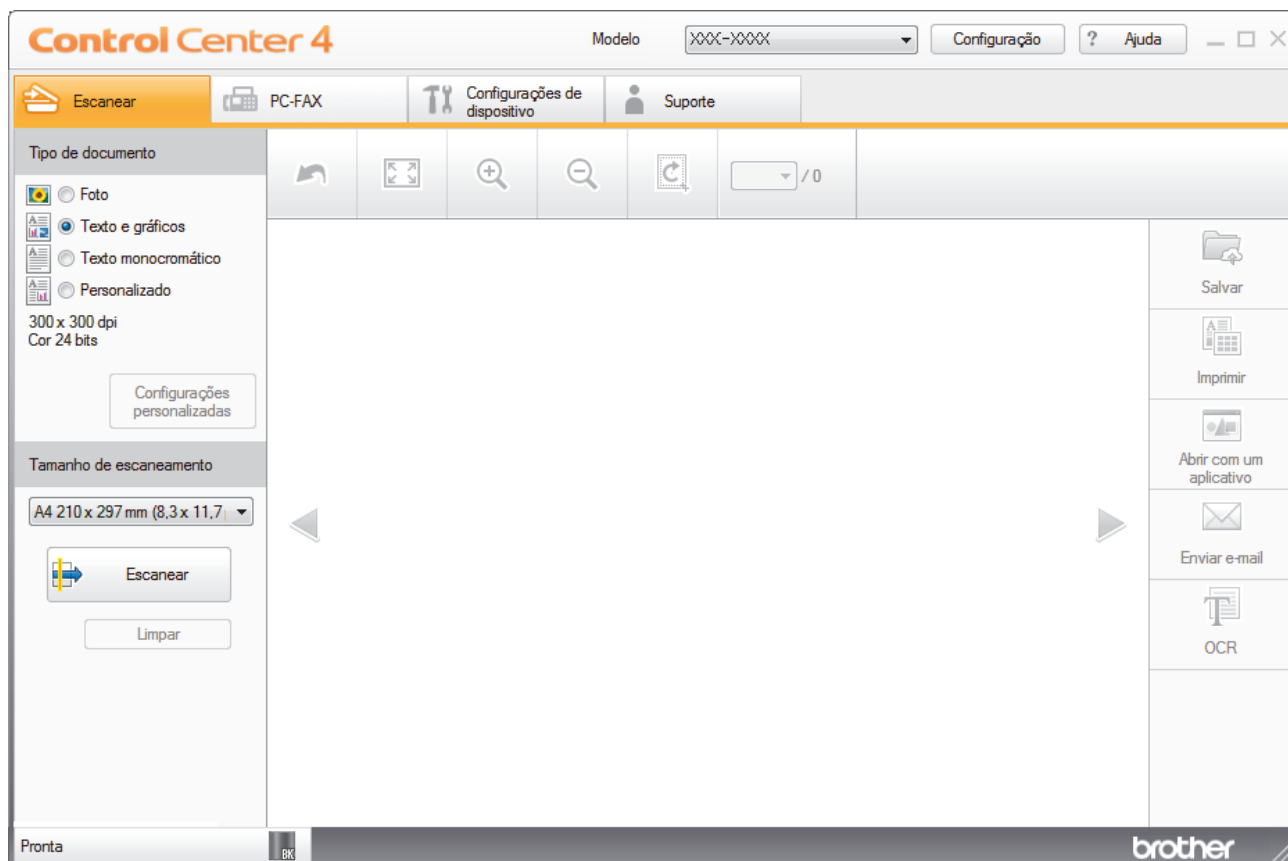 Control Center 4
Modelo
XXX-XXXX
Configuração
? Ajuda
Escanear
PC-FAX
Configurações de
dispositivo
Suporte
Tipo de documento
Foto
Texto e gráficos
Texto monocromático
Personalizado
300 x 300 dpi
Cor 24 bits
Configurações
personalizadas
Tamanho de escaneamento
A4 210 x 297 mm (8,3 x 11,7
Escanear
Limpar
/ 0
Salvar
Imprimir
Abrir com um
aplicativo
Enviar e-mail
OCR
Pronta
BK
brother